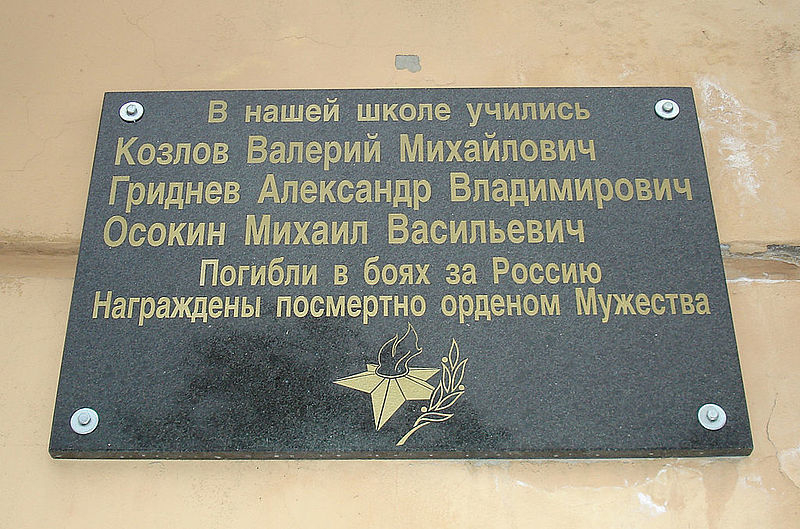 В нашей школе учились
Козлов Валерий Михайлович
Гриднев Александр Владимирович
Осокин Михаил Васильевич
Погибли в боях за Россию
Награждены посмертно орденом Мужества